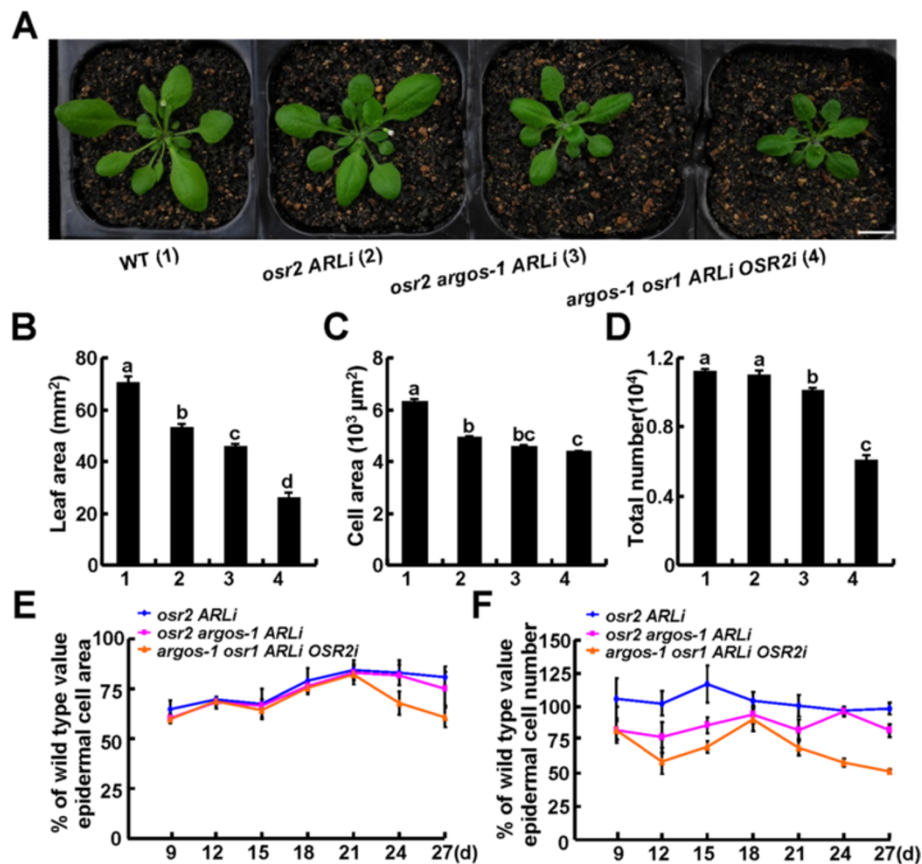 A
WT (1)
osr2 ARLi (2)
osr2 argos-1 ARLi (3)
argos-1 osr1 ARLi OSR2i (4)
B
Leaf area (mm²)
80
60
40
20
0
a
b
c
d
1 2 3 4
C
Cell area (10³ µm²)
8
6
4
2
0
a
b
bc
c
1 2 3 4
D
Total number(10⁴)
1.2
0.8
0.4
0
a
a
b
c
1 2 3 4
E
osr2 ARLi
osr2 argos-1 ARLi
argos-1 osr1 ARLi OSR2i
% of wild type value
epidermal cell area
100
75
50
25
0
9 12 15 18 21 24 27(d)
F
osr2 ARLi
osr2 argos-1 ARLi
argos-1 osr1 ARLi OSR2i
% of wild type value
epidermal cell number
150
125
100
75
50
25
0
9 12 15 18 21 24 27(d)